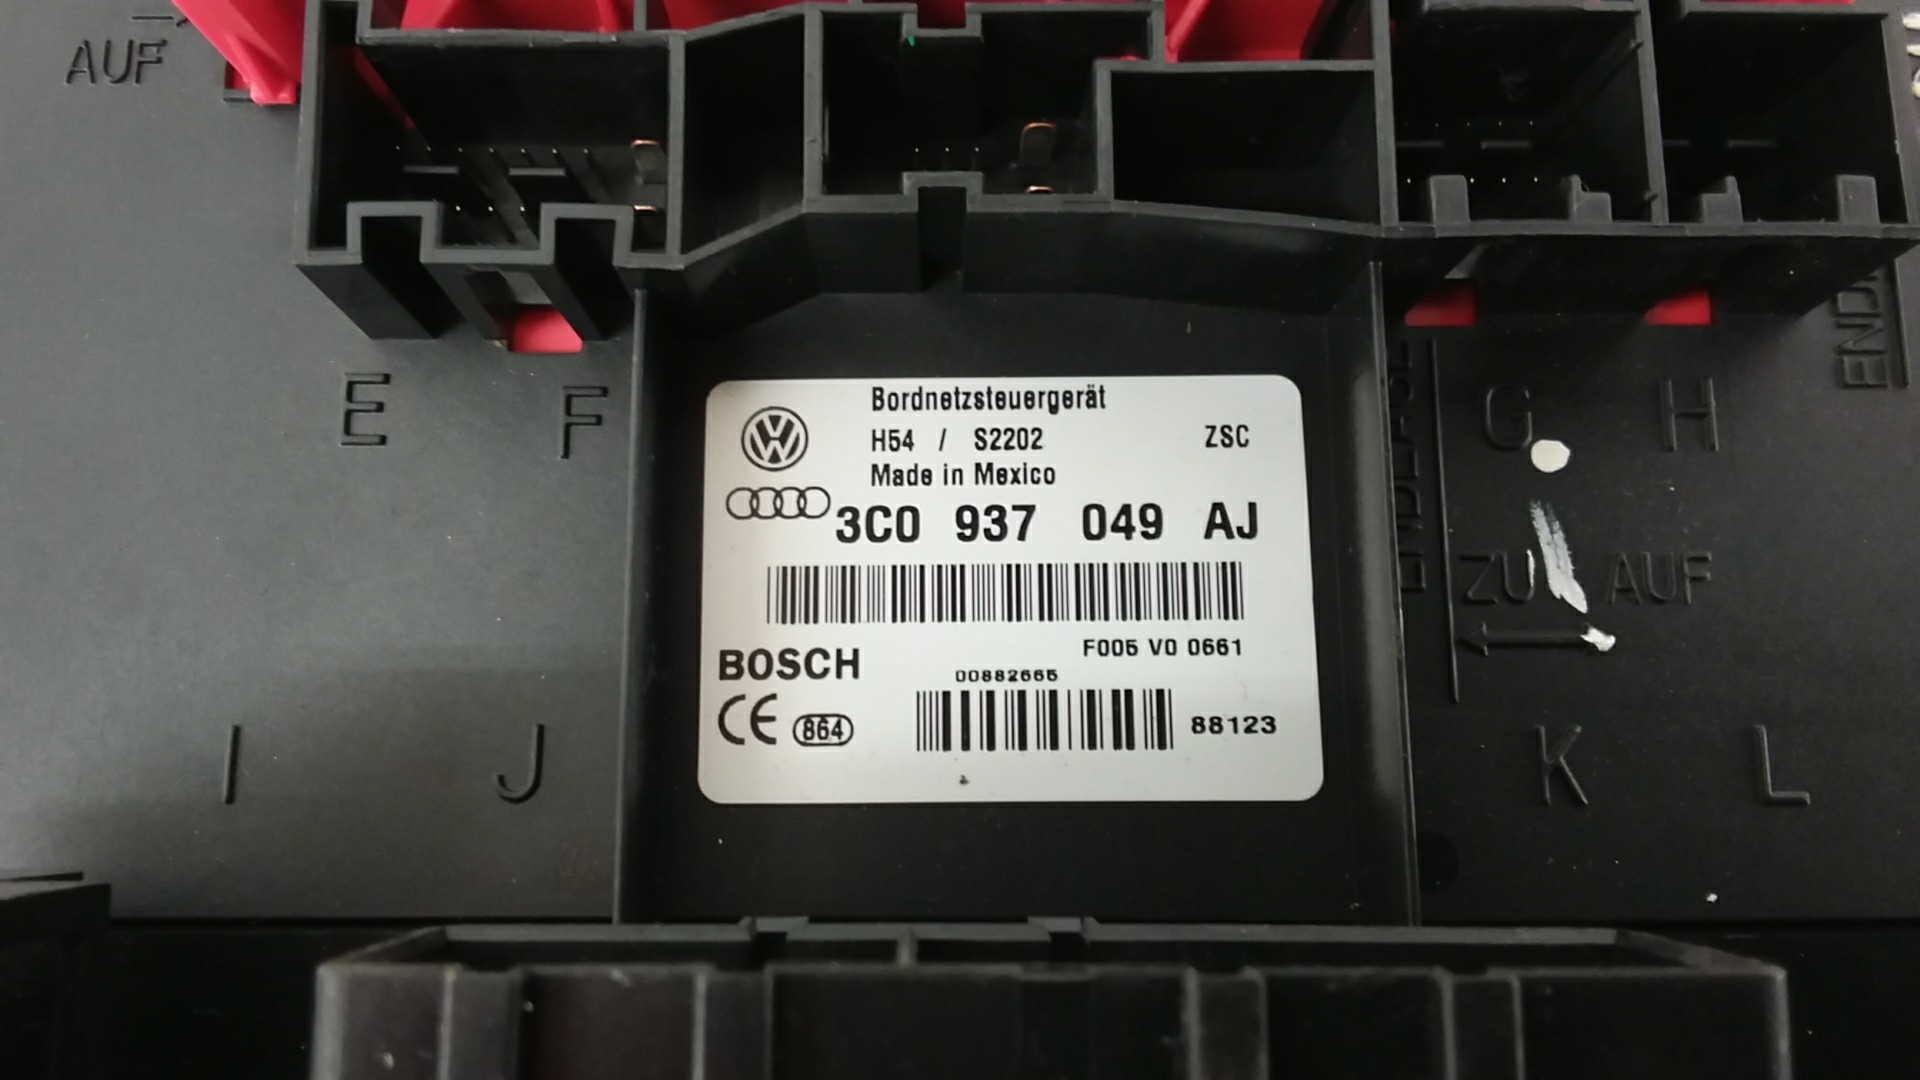 AUF
E
F
G
H
Bordnetzsteuergerät
H54 / S2202 ZSC
Made in Mexico
3C0 937 049 AJ
BOSCH
F005 V0 0661
00882665
CE 864
88123
ZU AUF
I
J
K
L